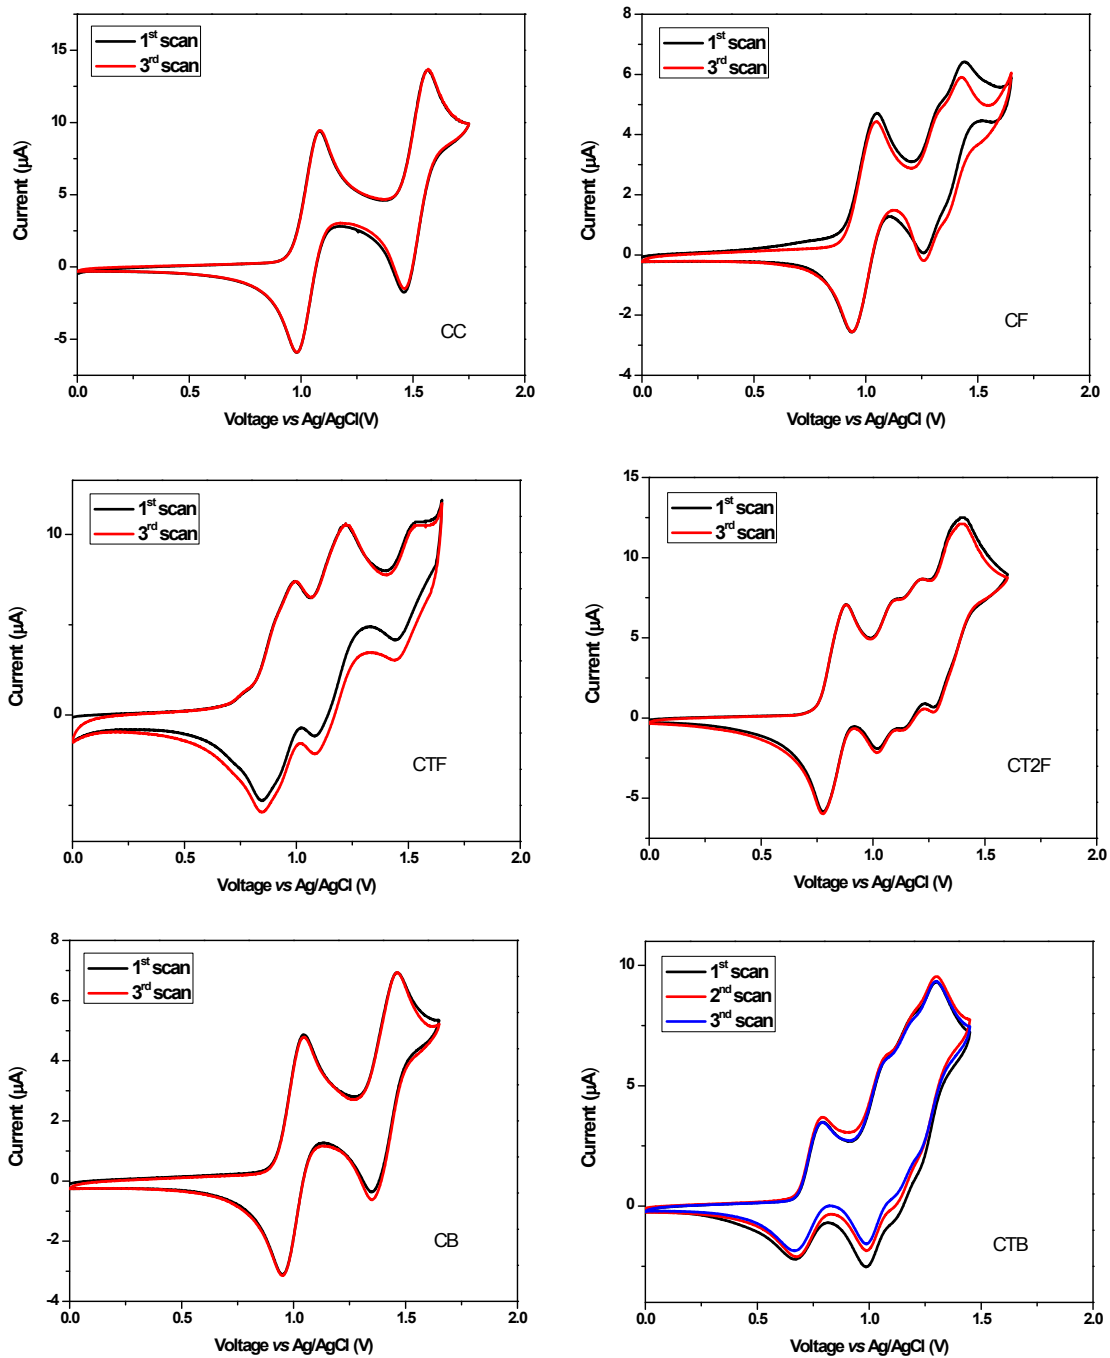 1st scan
3rd scan
15
10
5
0
-5
Current (µA)
CC
0.0 0.5 1.0 1.5 2.0
Voltage vs Ag/AgCl(V)
1st scan
3rd scan
8
6
4
2
0
-2
-4
Current (µA)
CF
0.0 0.5 1.0 1.5 2.0
Voltage vs Ag/AgCl (V)
1st scan
3rd scan
10
5
0
Current (µA)
CTF
0.0 0.5 1.0 1.5 2.0
Voltage vs Ag/AgCl (V)
1st scan
3rd scan
15
10
5
0
-5
Current (µA)
CT2F
0.0 0.5 1.0 1.5 2.0
Voltage vs Ag/AgCl (V)
1st scan
3rd scan
8
6
4
2
0
-2
-4
Current (µA)
CB
0.0 0.5 1.0 1.5 2.0
Voltage vs Ag/AgCl (V)
1st scan
2nd scan
3nd scan
10
5
0
Current (µA)
CTB
0.0 0.5 1.0 1.5 2.0
Voltage vs Ag/AgCl (V)